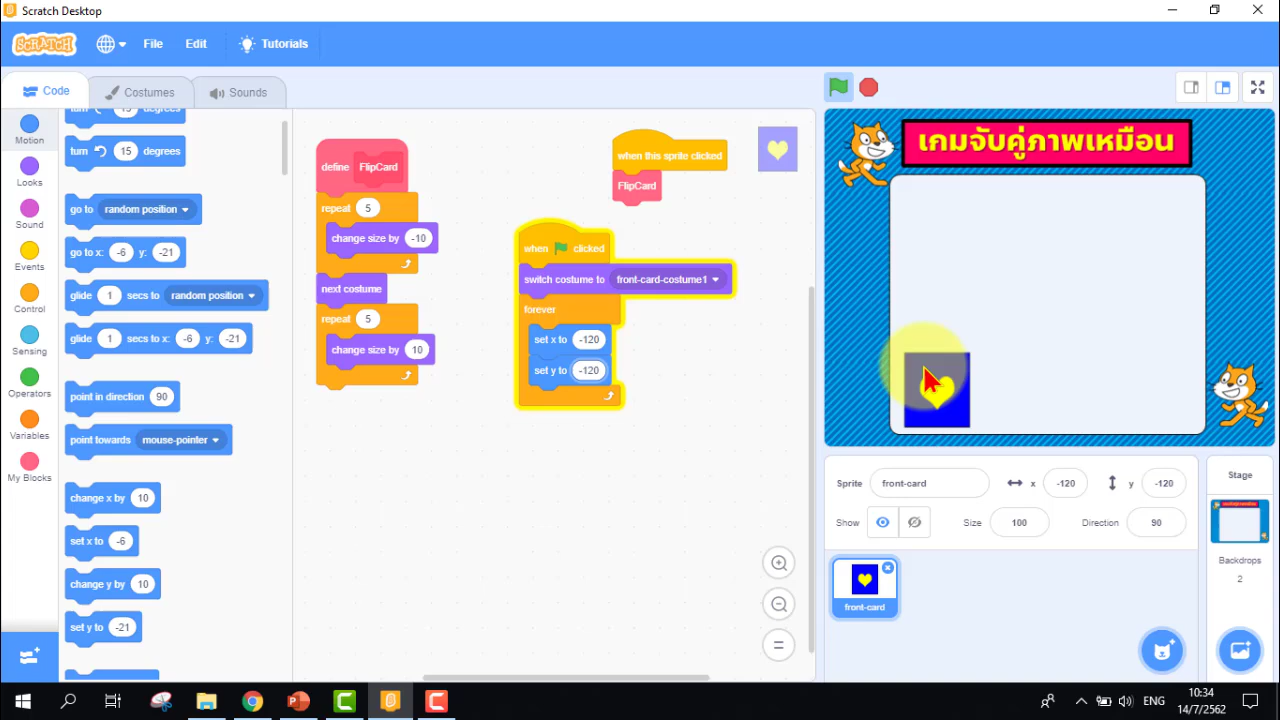 Scratch Desktop
SCRATCH
File
Edit
Tutorials
Code
Costumes
Sounds
Motion
Looks
Sound
Events
Control
Sensing
Operators
Variables
My Blocks
turn 15 degrees
turn 15 degrees
go to random position
go to x: -6 y: -21
glide 1 secs to random position
glide 1 secs to x: -6 y: -21
point in direction 90
point towards mouse-pointer
change x by 10
set x to -6
change y by 10
set y to -21
define FlipCard
repeat 5
change size by -10
next costume
repeat 5
change size by 10
when this sprite clicked
FlipCard
when clicked
switch costume to front-card-costume1
forever
set x to -120
set y to -120
เกมจับคู่ภาพเหมือน
Sprite front-card x -120 y -120
Show Size 100 Direction 90
front-card
Stage
Backdrops
2
ENG
10:34
14/7/2562